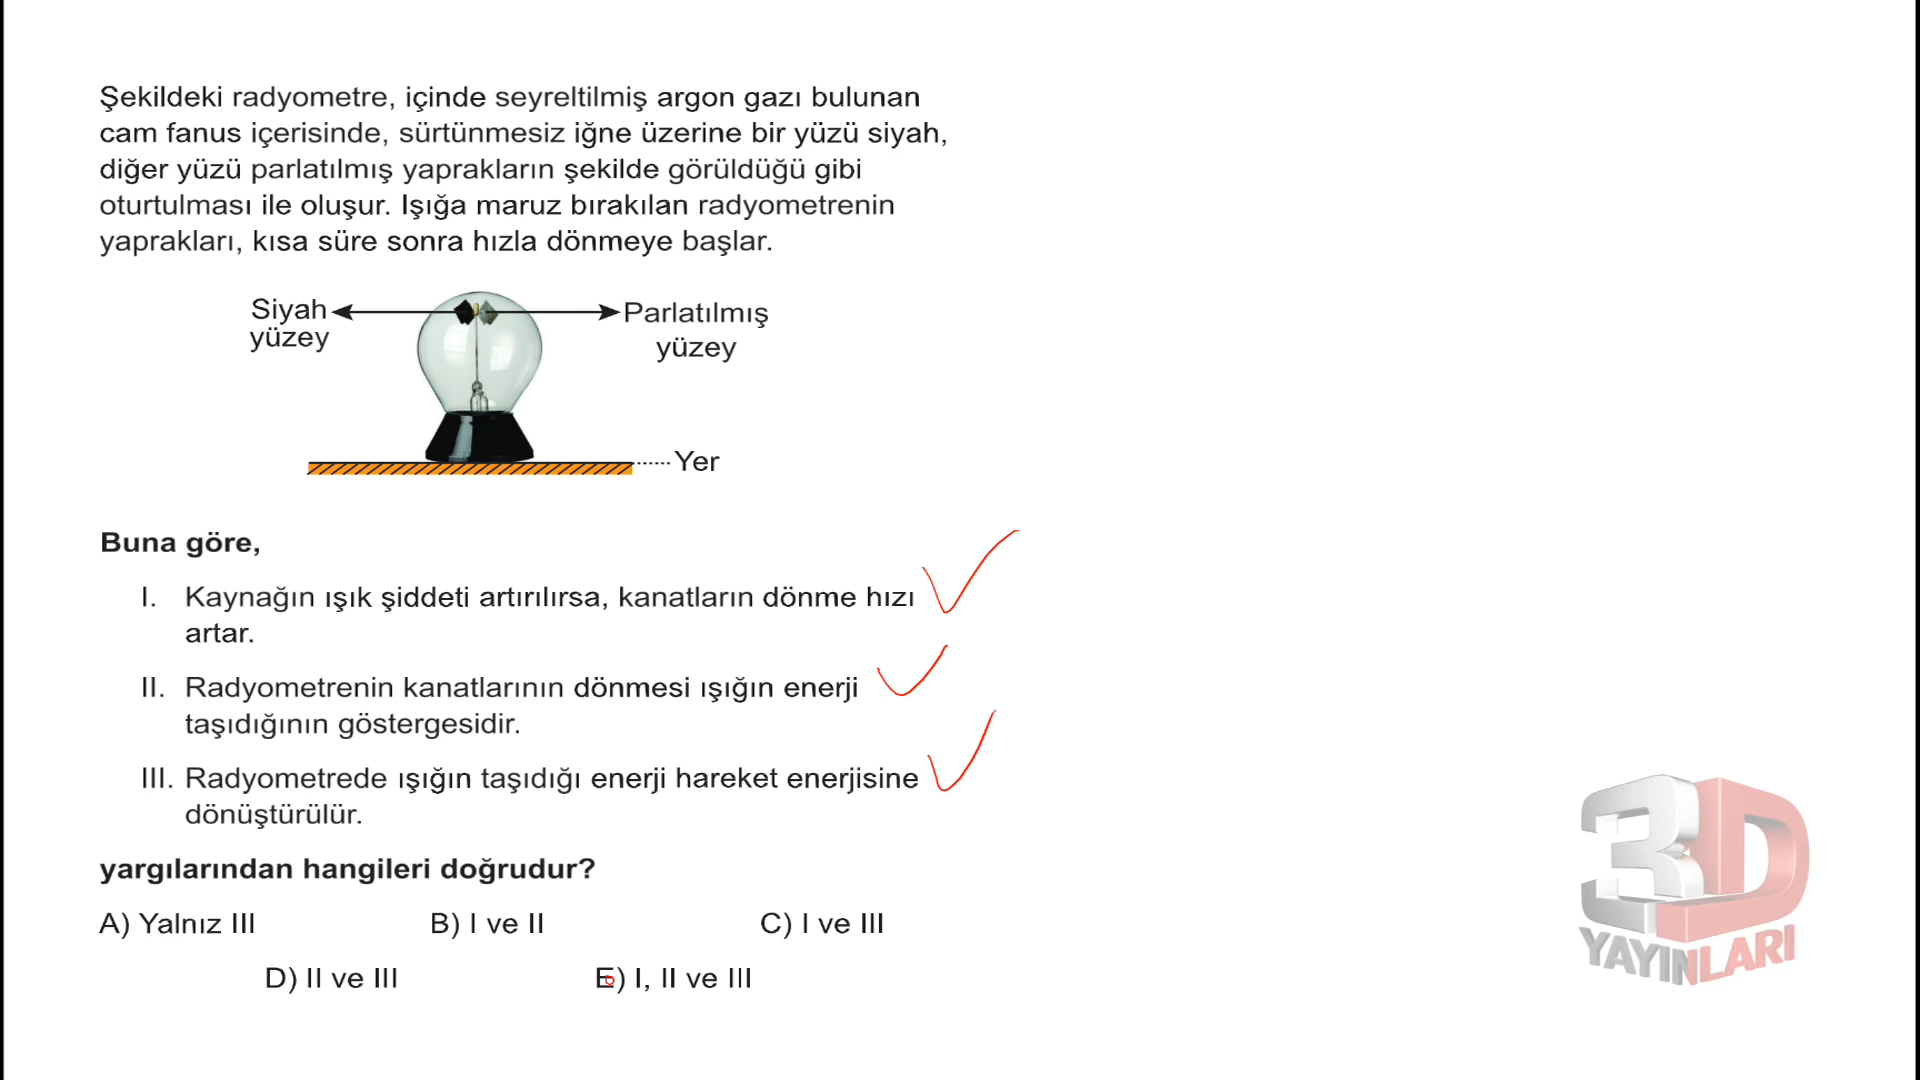 Şekildeki radyometre, içinde seyreltilmiş argon gazı bulunan
cam fanus içerisinde, sürtünmesiz iğne üzerine bir yüzü siyah,
diğer yüzü parlatılmış yaprakların şekilde görüldüğü gibi
oturtulması ile oluşur. Işığa maruz bırakılan radyometrenin
yaprakları, kısa süre sonra hızla dönmeye başlar.
Siyah
yüzey
Parlatılmış
yüzey
Yer
Buna göre,
I. Kaynağın ışık şiddeti artırılırsa, kanatların dönme hızı
artar.
II. Radyometrenin kanatlarının dönmesi ışığın enerji
taşıdığının göstergesidir.
III. Radyometrede ışığın taşıdığı enerji hareket enerjisine
dönüştürülür.
yargılarından hangileri doğrudur?
A) Yalnız III B) I ve II C) I ve III
D) II ve III E) I, II ve III
3D
YAYINLARI